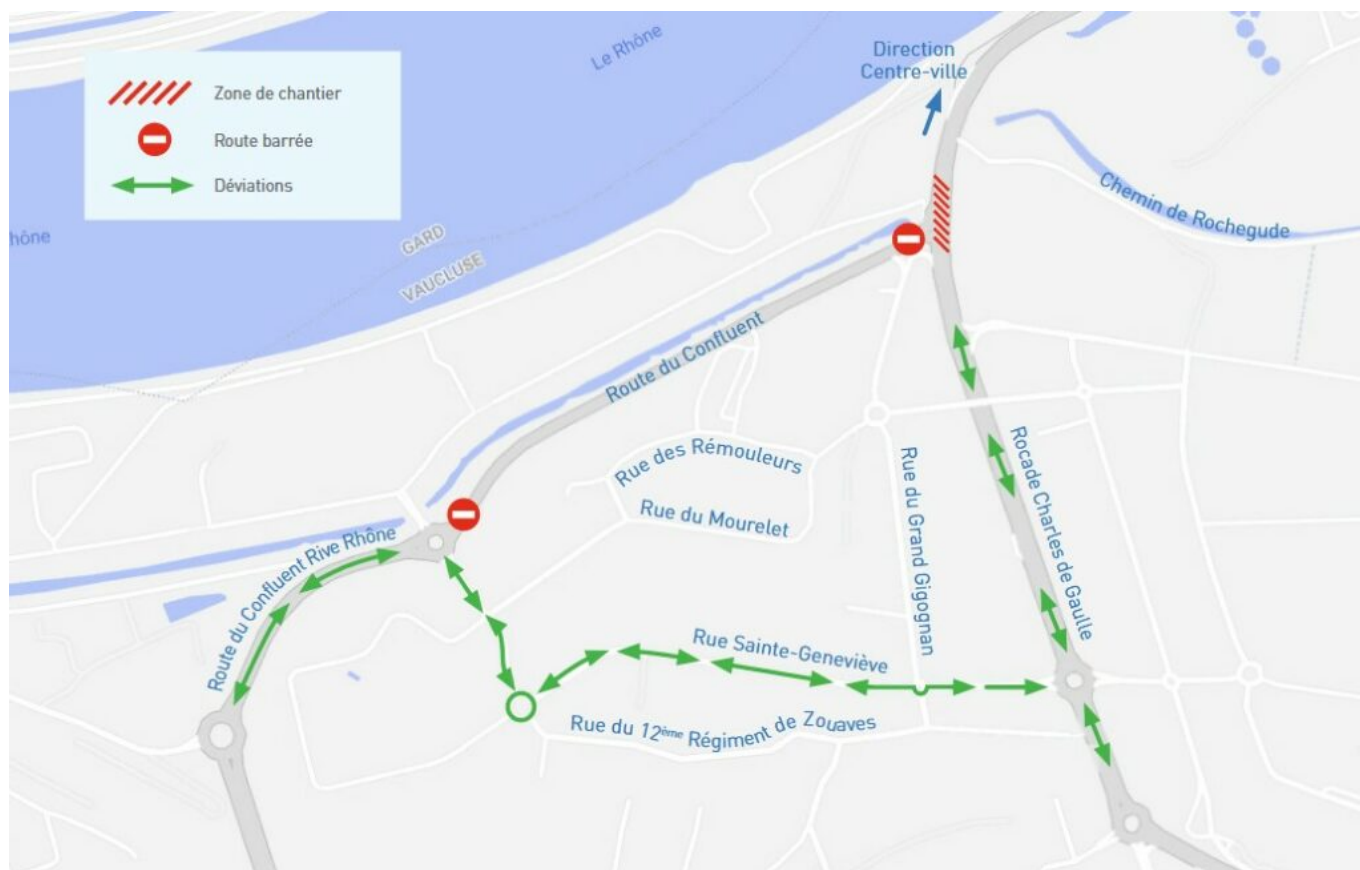 Le Rhône
Direction
Centre-ville
Zone de chantier
Route barrée
Déviations
Chemin de Rochegude
hône
GARD
VAUCLUSE
Route du Confluent
Rue des Rémouleurs
Rue du Mourelet
Rue du Grand Gigognan
Rocade Charles de Gaulle
Route du Confluent Rive Rhône
Rue Sainte-Geneviève
Rue du 12ème Régiment de Zouaves